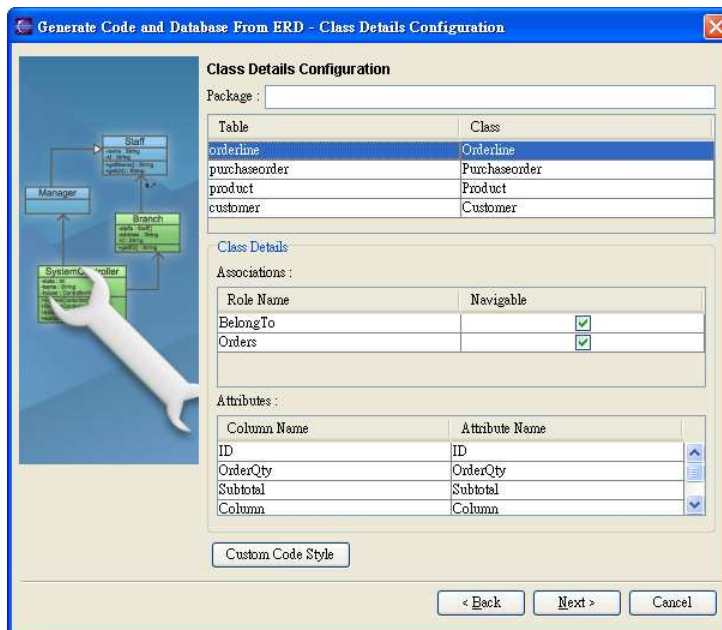 Generate Code and Database From ERD - Class Details Configuration
Class Details Configuration
Package :
Table Class
orderline Orderline
purchaseorder Purchaseorder
product Product
customer Customer
Class Details
Associations :
Role Name Navigable
BelongTo
Orders
Attributes :
Column Name Attribute Name
ID ID
OrderQty OrderQty
Subtotal Subtotal
Column Column
Custom Code Style
< Back Next > Cancel
Staff
Manager
Branch